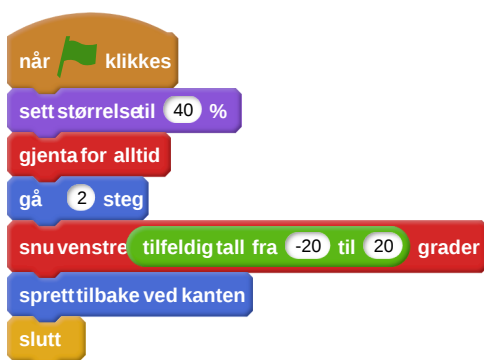 når klikkes
sett størrelse til 40 %
gjenta for alltid
gå 2 steg
snu venstre tilfeldig tall fra -20 til 20 grader
sprett tilbake ved kanten
slutt